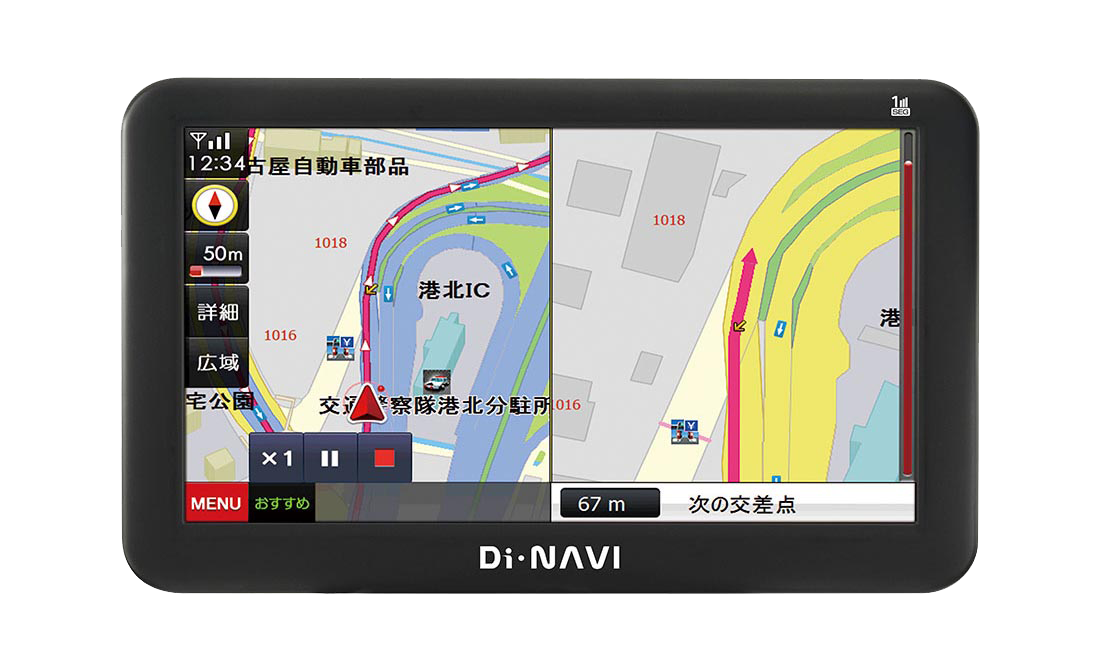 1
SEG
12:34
古屋自動車部品
50m
1018
港北IC
詳細
1016
広域
宅公園
交通警察隊港北分駐所
×1
MENU
おすすめ
1018
港
016
67 m
次の交差点
Di·NAVI